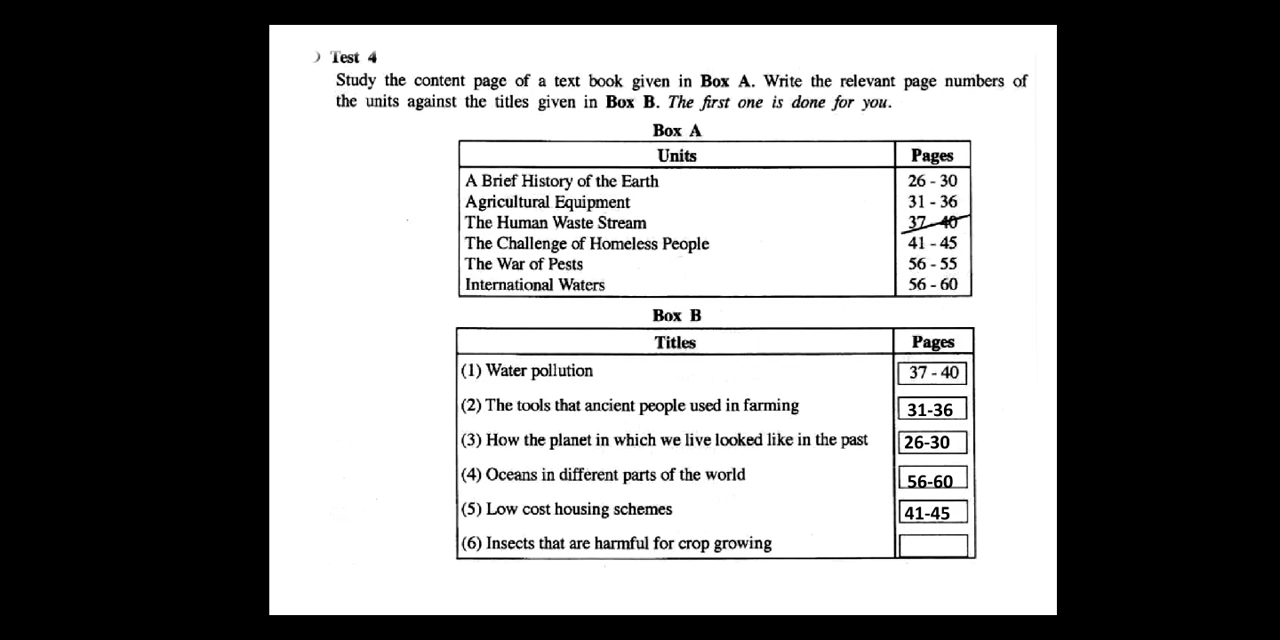 ) Test 4
Study the content page of a text book given in Box A. Write the relevant page numbers of
the units against the titles given in Box B. The first one is done for you.
Box A
Units Pages
A Brief History of the Earth 26 - 30
Agricultural Equipment 31 - 36
The Human Waste Stream 37 - 40
The Challenge of Homeless People 41 - 45
The War of Pests 56 - 55
International Waters 56 - 60
Box B
Titles Pages
(1) Water pollution 37 - 40
(2) The tools that ancient people used in farming 31-36
(3) How the planet in which we live looked like in the past 26-30
(4) Oceans in different parts of the world 56-60
(5) Low cost housing schemes 41-45
(6) Insects that are harmful for crop growing